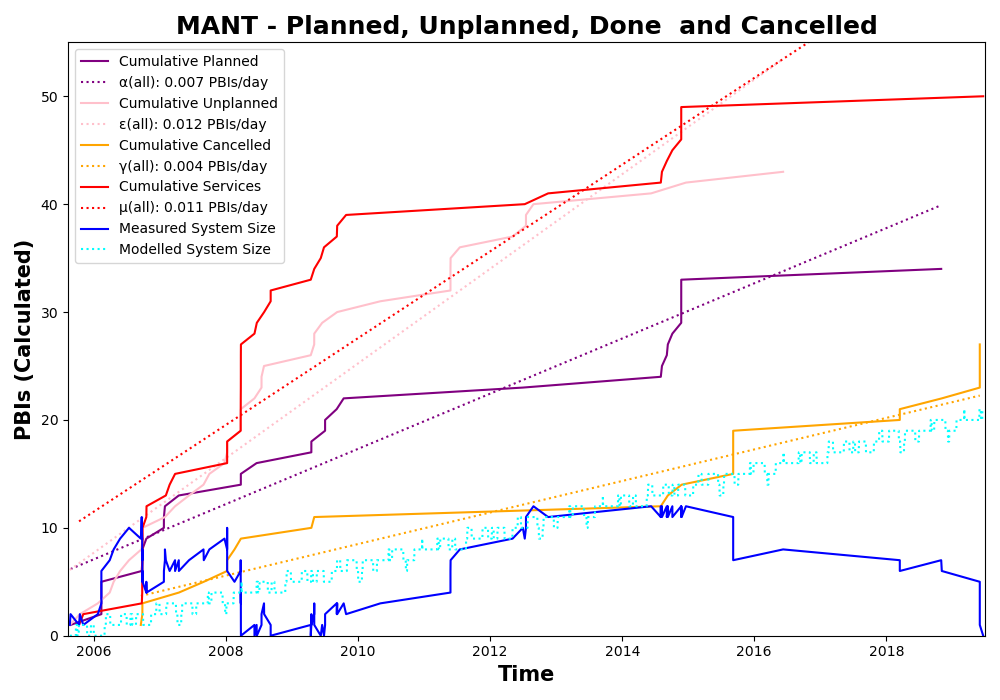 MANT - Planned, Unplanned, Done  and Cancelled
Cumulative Planned
α(all): 0.007 PBIs/day
Cumulative Unplanned
ε(all): 0.012 PBIs/day
Cumulative Cancelled
γ(all): 0.004 PBIs/day
Cumulative Services
μ(all): 0.011 PBIs/day
Measured System Size
Modelled System Size
PBIs (Calculated)
50
40
30
20
10
0
2006 2008 2010 2012 2014 2016 2018
Time